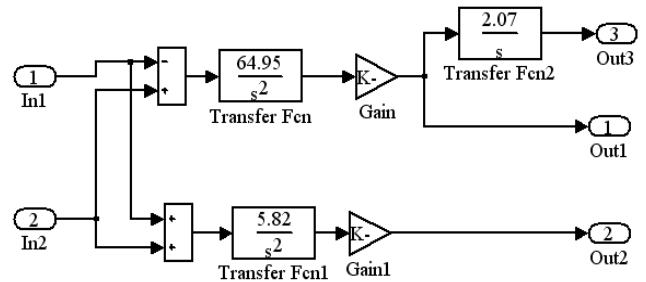 2.07
s
3
Out3
Transfer Fcn2
1
In1
-
+
64.95
s2
Transfer Fcn
K-
Gain
1
Out1
2
In2
+
+
5.82
s2
Transfer Fcn1
K-
Gain1
2
Out2